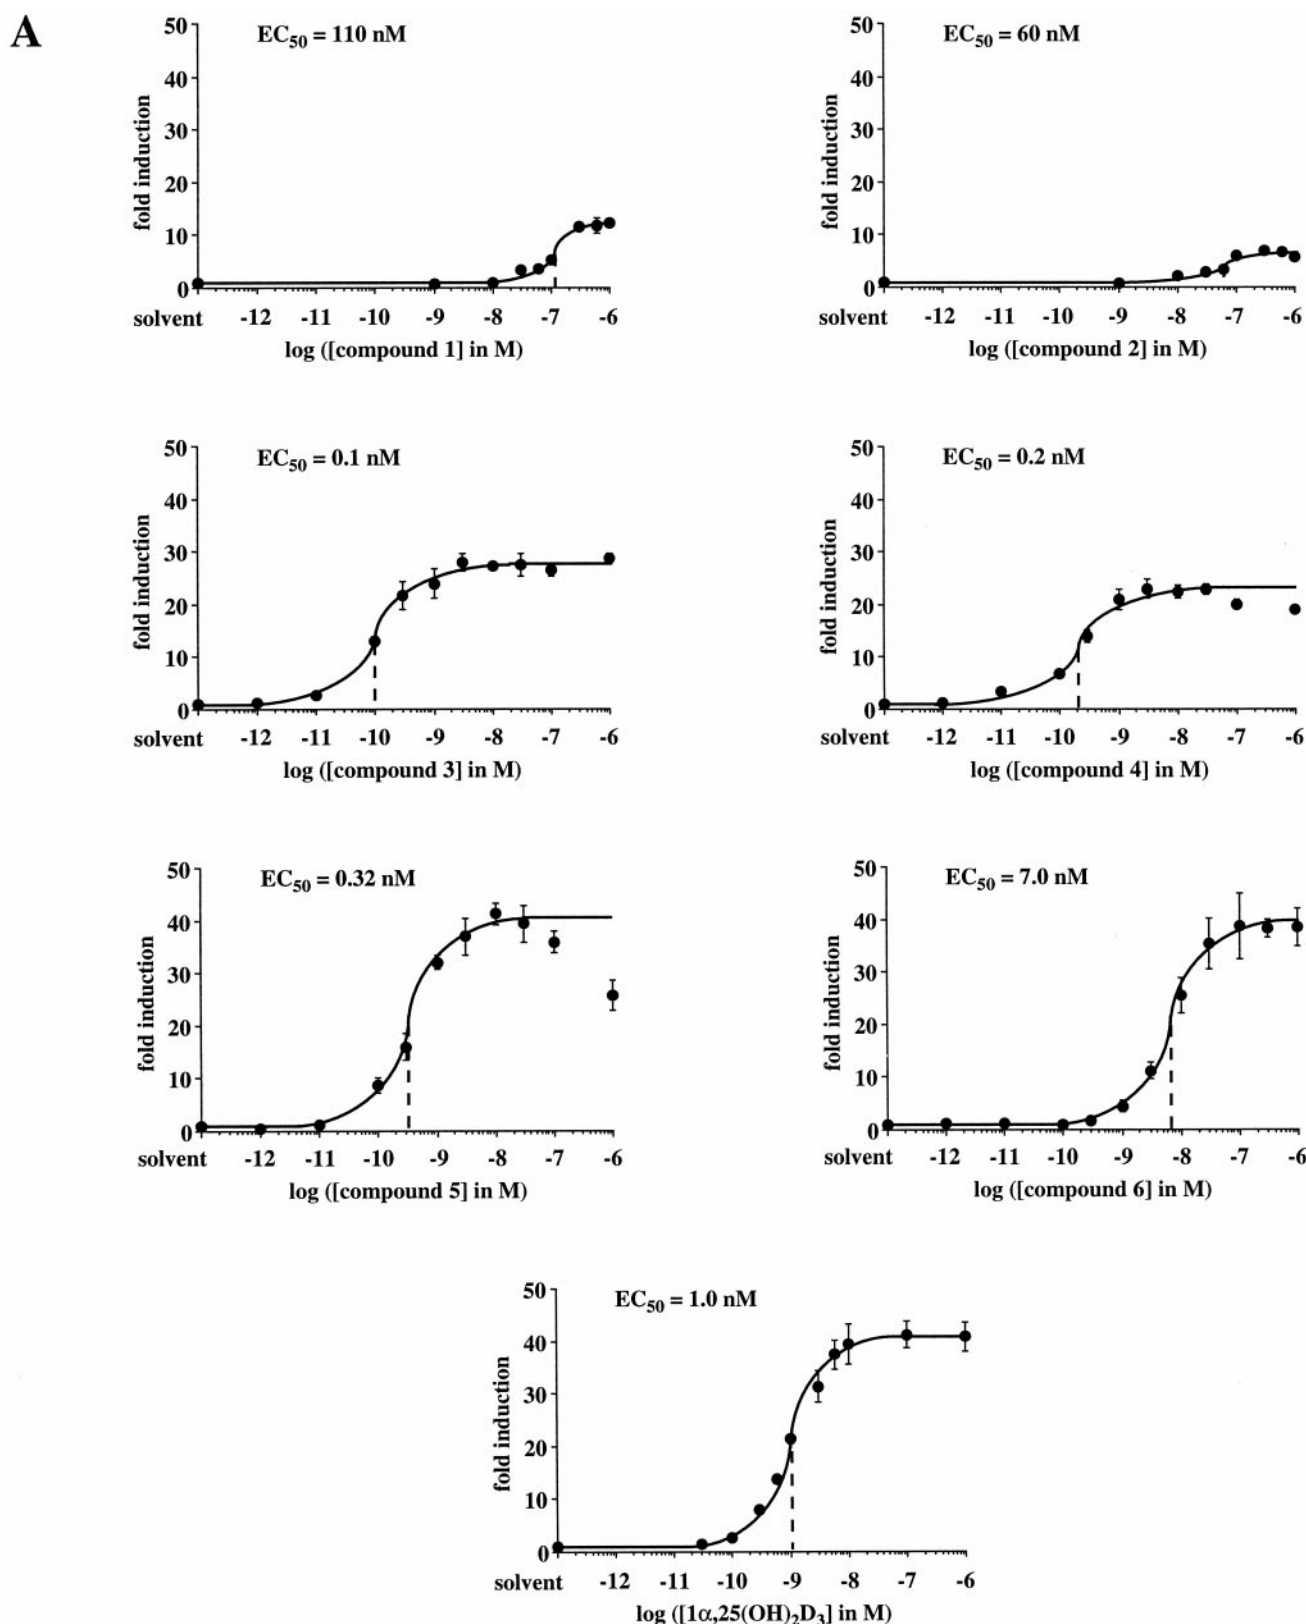 A
EC50 = 110 nM
50
40
30
20
10
0
fold induction
solvent -12 -11 -10 -9 -8 -7 -6
log ([compound 1] in M)
EC50 = 60 nM
50
40
30
20
10
0
fold induction
solvent -12 -11 -10 -9 -8 -7 -6
log ([compound 2] in M)
EC50 = 0.1 nM
50
40
30
20
10
0
fold induction
solvent -12 -11 -10 -9 -8 -7 -6
log ([compound 3] in M)
EC50 = 0.2 nM
50
40
30
20
10
0
fold induction
solvent -12 -11 -10 -9 -8 -7 -6
log ([compound 4] in M)
EC50 = 0.32 nM
50
40
30
20
10
0
fold induction
solvent -12 -11 -10 -9 -8 -7 -6
log ([compound 5] in M)
EC50 = 7.0 nM
50
40
30
20
10
0
fold induction
solvent -12 -11 -10 -9 -8 -7 -6
log ([compound 6] in M)
EC50 = 1.0 nM
50
40
30
20
10
0
fold induction
solvent -12 -11 -10 -9 -8 -7 -6
log ([1α,25(OH)2D3] in M)